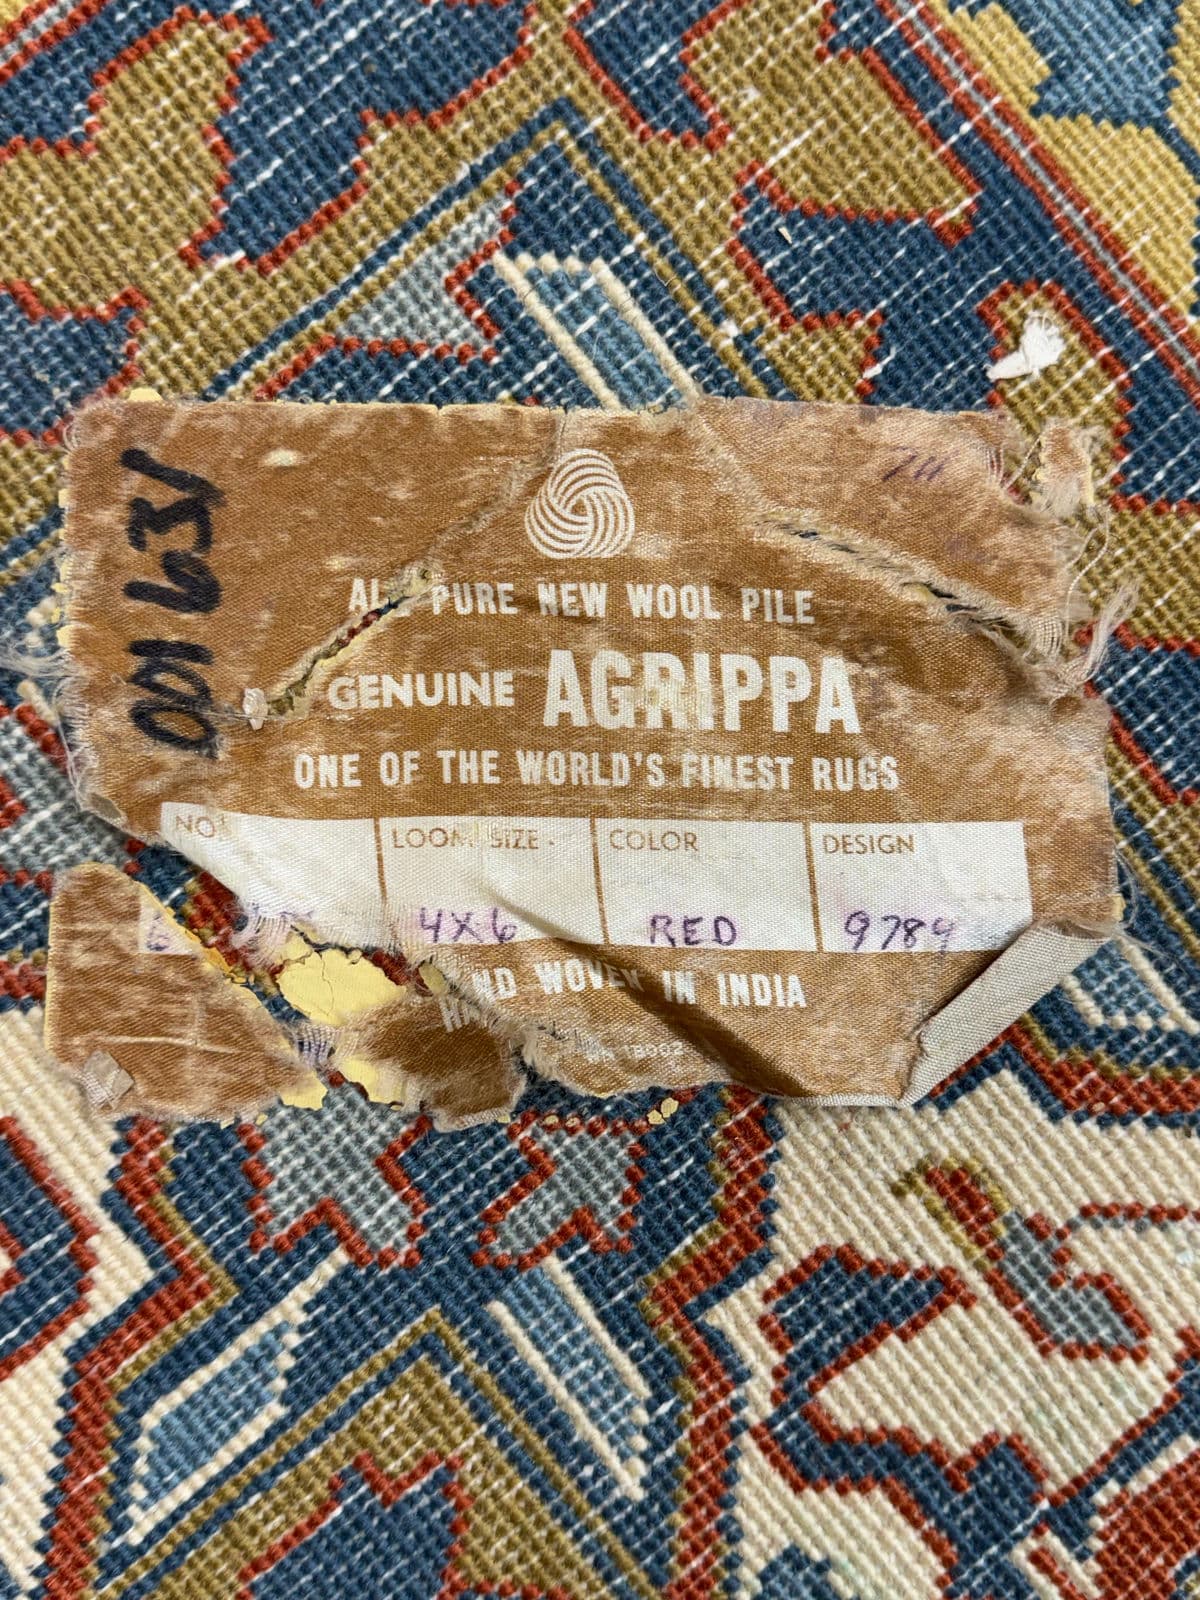 001631
ALL PURE NEW WOOL PILE
GENUINE AGRIPPA
ONE OF THE WORLD'S FINEST RUGS
NO. LOOM SIZE COLOR DESIGN
4X6 RED 9784
HAND WOVEN IN INDIA